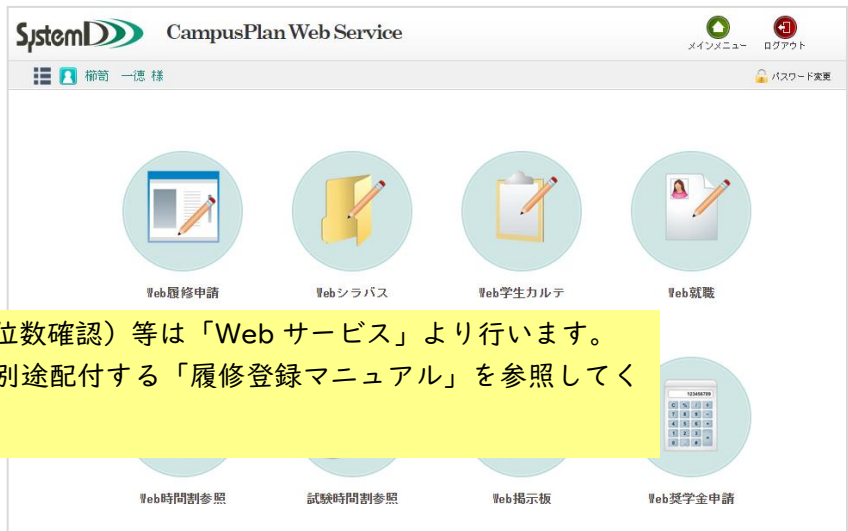 SystemD CampusPlan Web Service
メインメニュー ログアウト
櫛笥 一徳 様 パスワード変更
Web履修申請 Webシラバス Web学生カルテ Web就職
位数確認）等は「Web サービス」より行います。
別途配付する「履修登録マニュアル」を参照してく
Web時間割参照 試験時間割参照 Web掲示板 Web奨学金申請